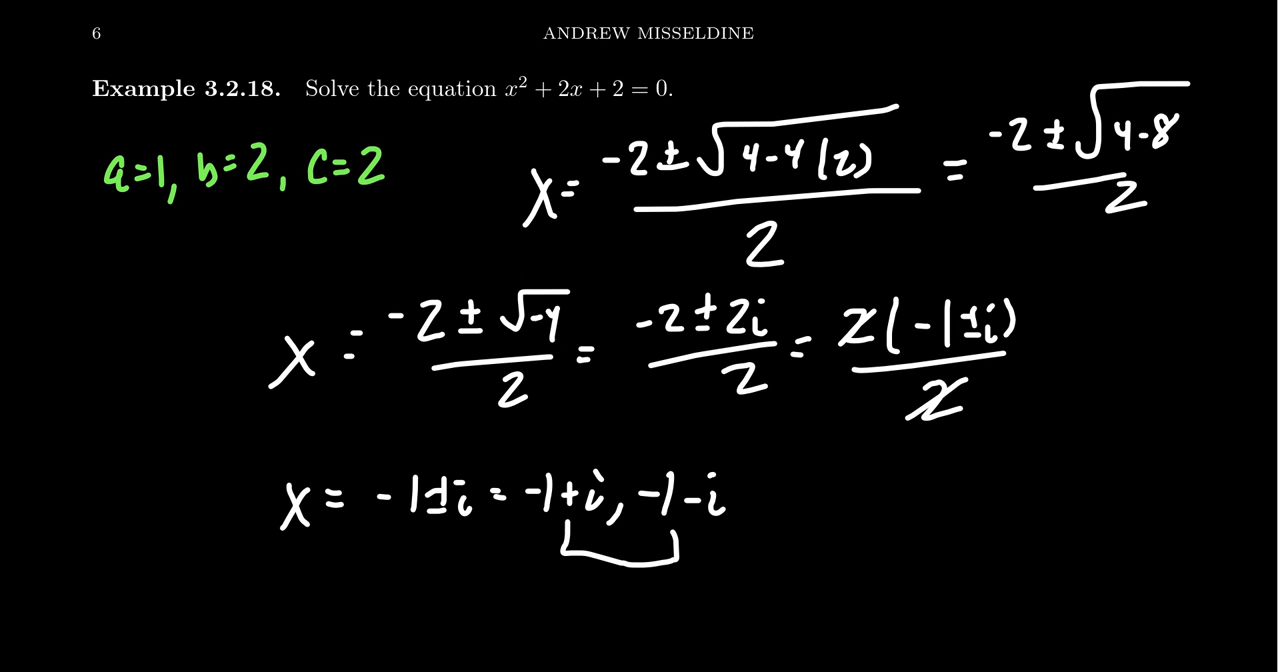 6 ANDREW MISSELDINE
Example 3.2.18. Solve the equation x² + 2x + 2 = 0.
a=1, b=2, c=2
x = (-2 ± √(4-4(2)))/2 = (-2 ± √(4-8))/2
x = (-2 ± √-4)/2 = (-2 ± 2i)/2 = 2(-1 ± i)/2
x = -1 ± i = -1+i, -1-i